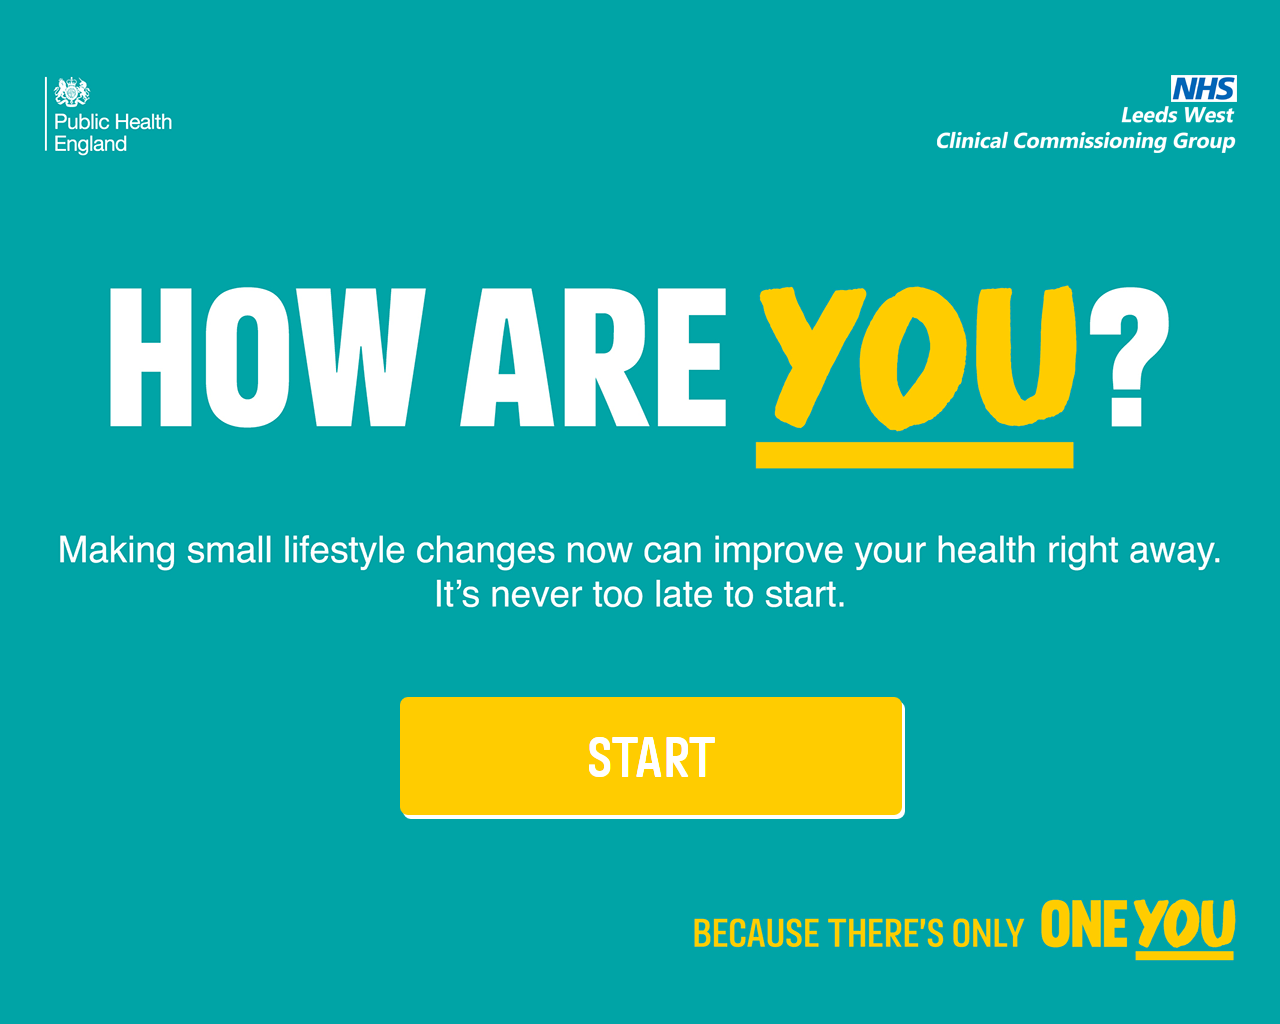 Public Health
England
NHS
Leeds West
Clinical Commissioning Group
HOW ARE YOU?
Making small lifestyle changes now can improve your health right away.
It’s never too late to start.
START
BECAUSE THERE’S ONLY ONE YOU